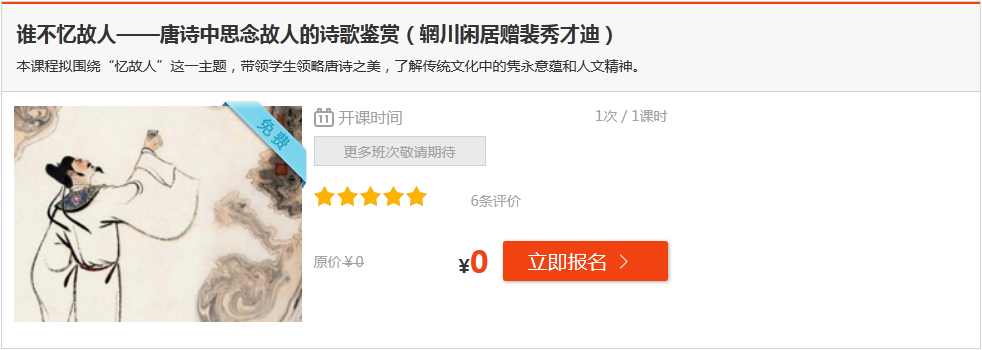 谁不忆故人——唐诗中思念故人的诗歌鉴赏（辋川闲居赠裴秀才迪）
本课程拟围绕“忆故人”这一主题，带领学生领略唐诗之美，了解传统文化中的隽永意蕴和人文精神。
免费
11 开课时间
1次 / 1课时
更多班次敬请期待
6条评价
原价¥0
¥0
立即报名